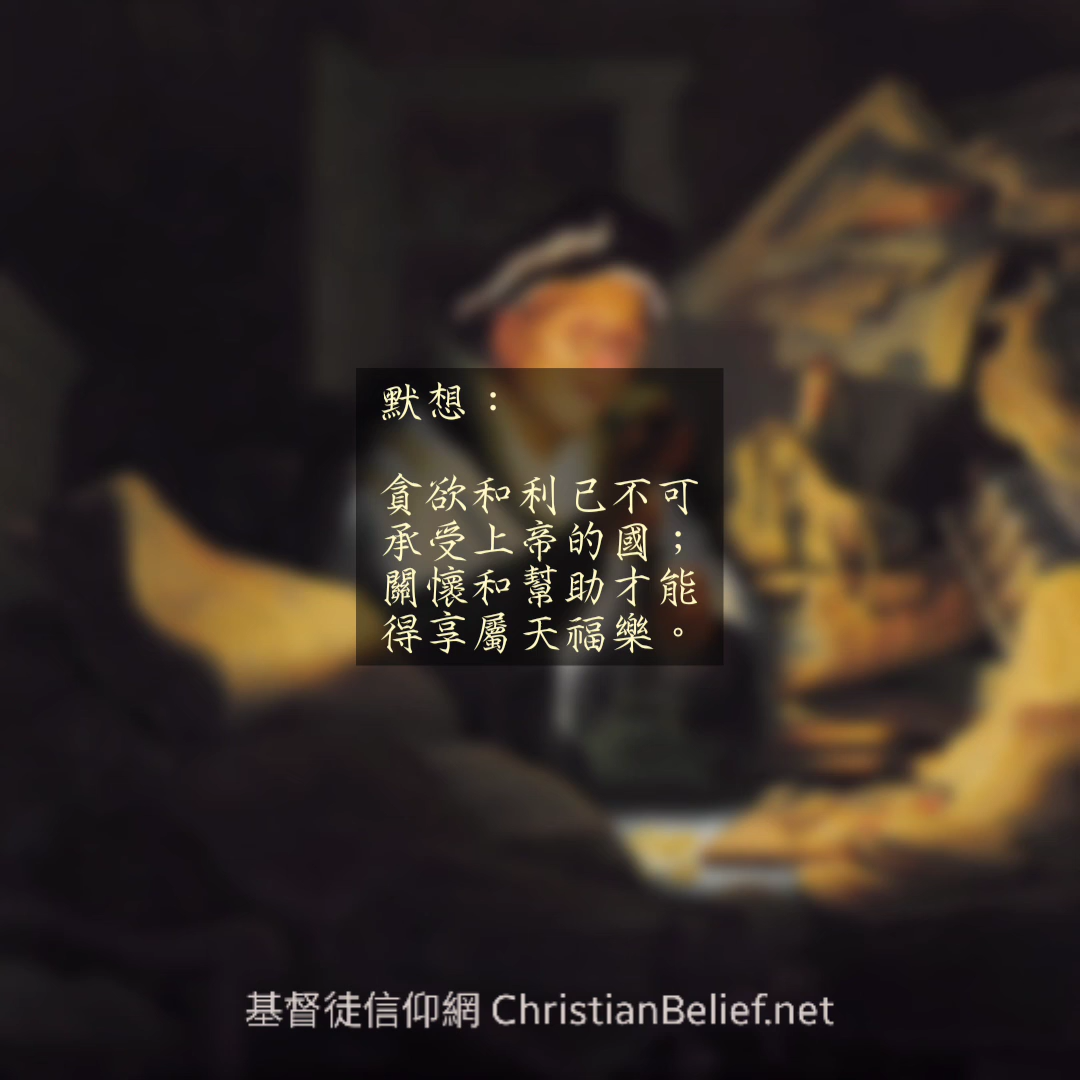 默想：
貪欲和利己不可
承受上帝的國；
關懷和幫助才能
得享屬天福樂。
基督徒信仰網 ChristianBelief.net